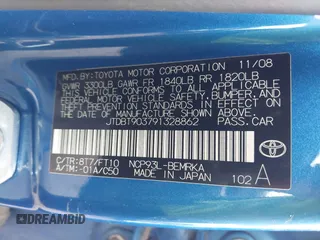 MFD.BY:TOYOTA MOTOR CORPORATION 11/08
GVWR 3300LB GAWR FR 1840LB RR 1820LB
THIS VEHICLE CONFORMS TO ALL APPLICABLE
FEDERAL MOTOR VEHICLE SAFETY, BUMPER, AND
THEFT PREVENTION STANDARDS IN EFFECT ON
THE DATE OF MANUFACTURE SHOWN ABOVE.
JTDBT903791328862 PASS.CAR
C/TR: 8T7/FT10 NCP93L-BEMRKA
A/TM: -01A/C50 MADE IN JAPAN
TOYOTA
102 A